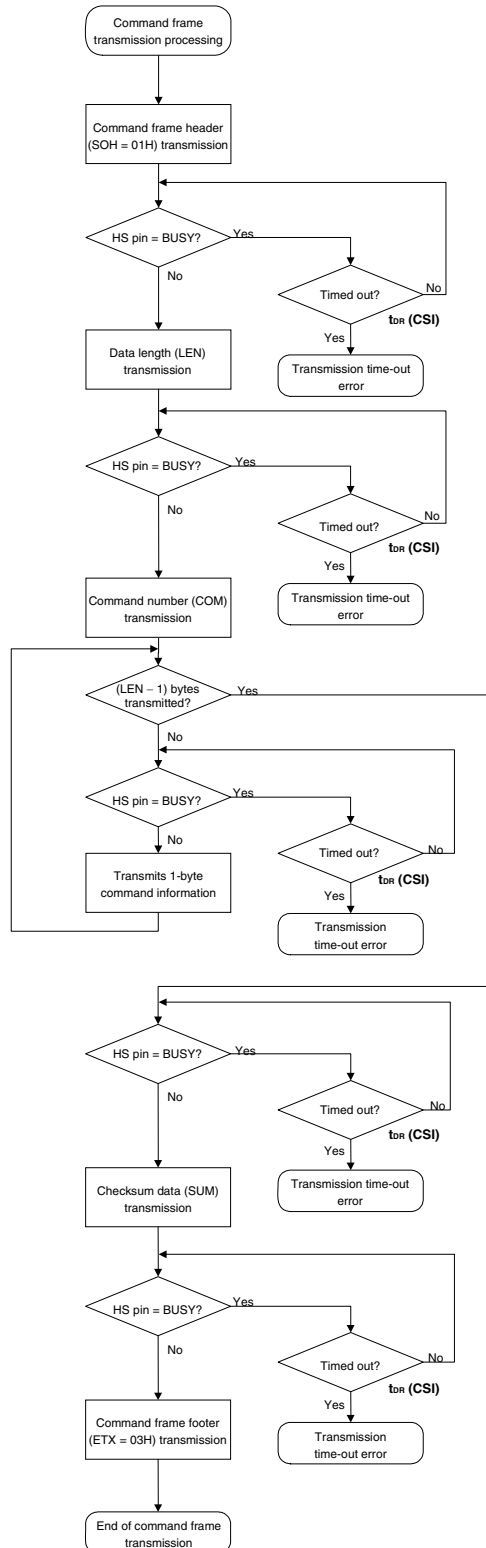 Command frame
transmission processing
Command frame header
(SOH = 01H) transmission
HS pin = BUSY?
Yes
No
Timed out?
No
tDR (CSI)
Yes
Transmission time-out
error
Data length (LEN)
transmission
HS pin = BUSY?
Yes
No
Timed out?
No
tDR (CSI)
Yes
Transmission time-out
error
Command number (COM)
transmission
(LEN − 1) bytes
transmitted?
Yes
No
HS pin = BUSY?
Yes
No
Timed out?
No
tDR (CSI)
Yes
Transmission
time-out error
Transmits 1-byte
command information
HS pin = BUSY?
Yes
No
Timed out?
No
tDR (CSI)
Yes
Transmission time-out
error
Checksum data (SUM)
transmission
HS pin = BUSY?
Yes
No
Timed out?
No
tDR (CSI)
Yes
Transmission
time-out error
Command frame footer
(ETX = 03H) transmission
End of command frame
transmission